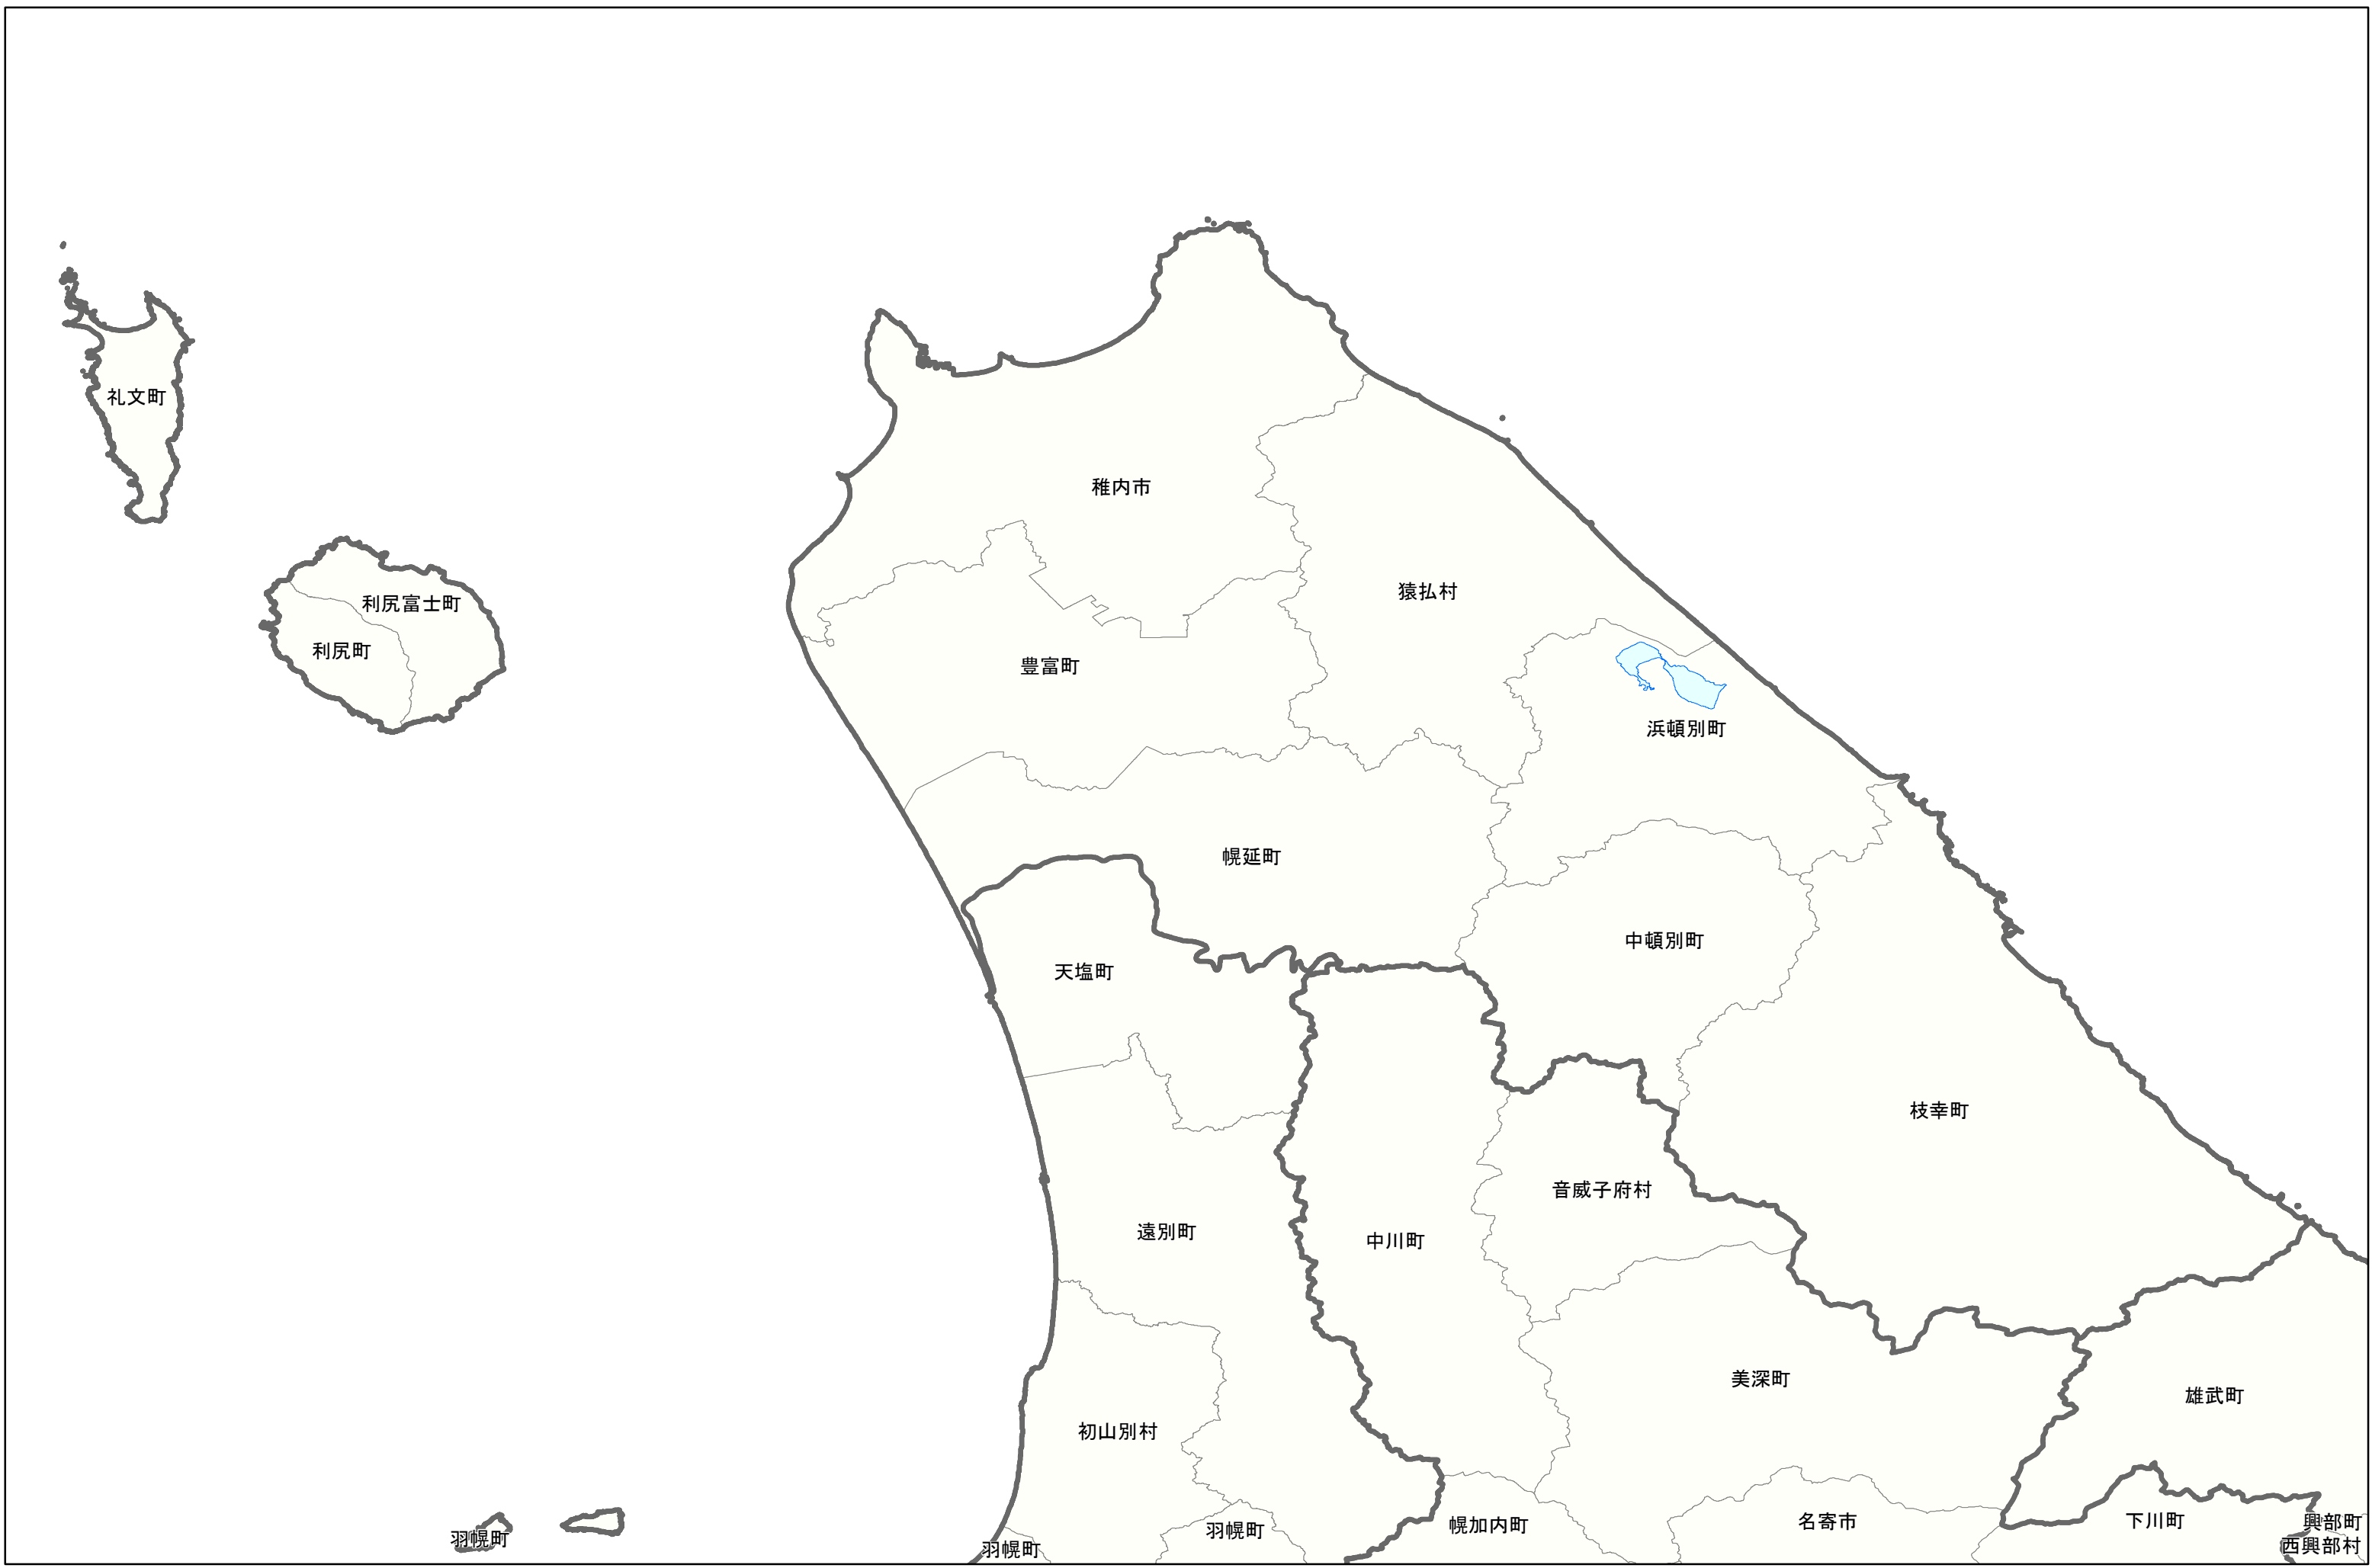 礼文町
稚内市
猿払村
利尻富士町
利尻町
豊富町
浜頓別町
幌延町
中頓別町
天塩町
枝幸町
音威子府村
遠別町
中川町
美深町
雄武町
初山別村
名寄市
下川町
興部町
幌加内町
羽幌町
羽幌町
西興部村
羽幌町